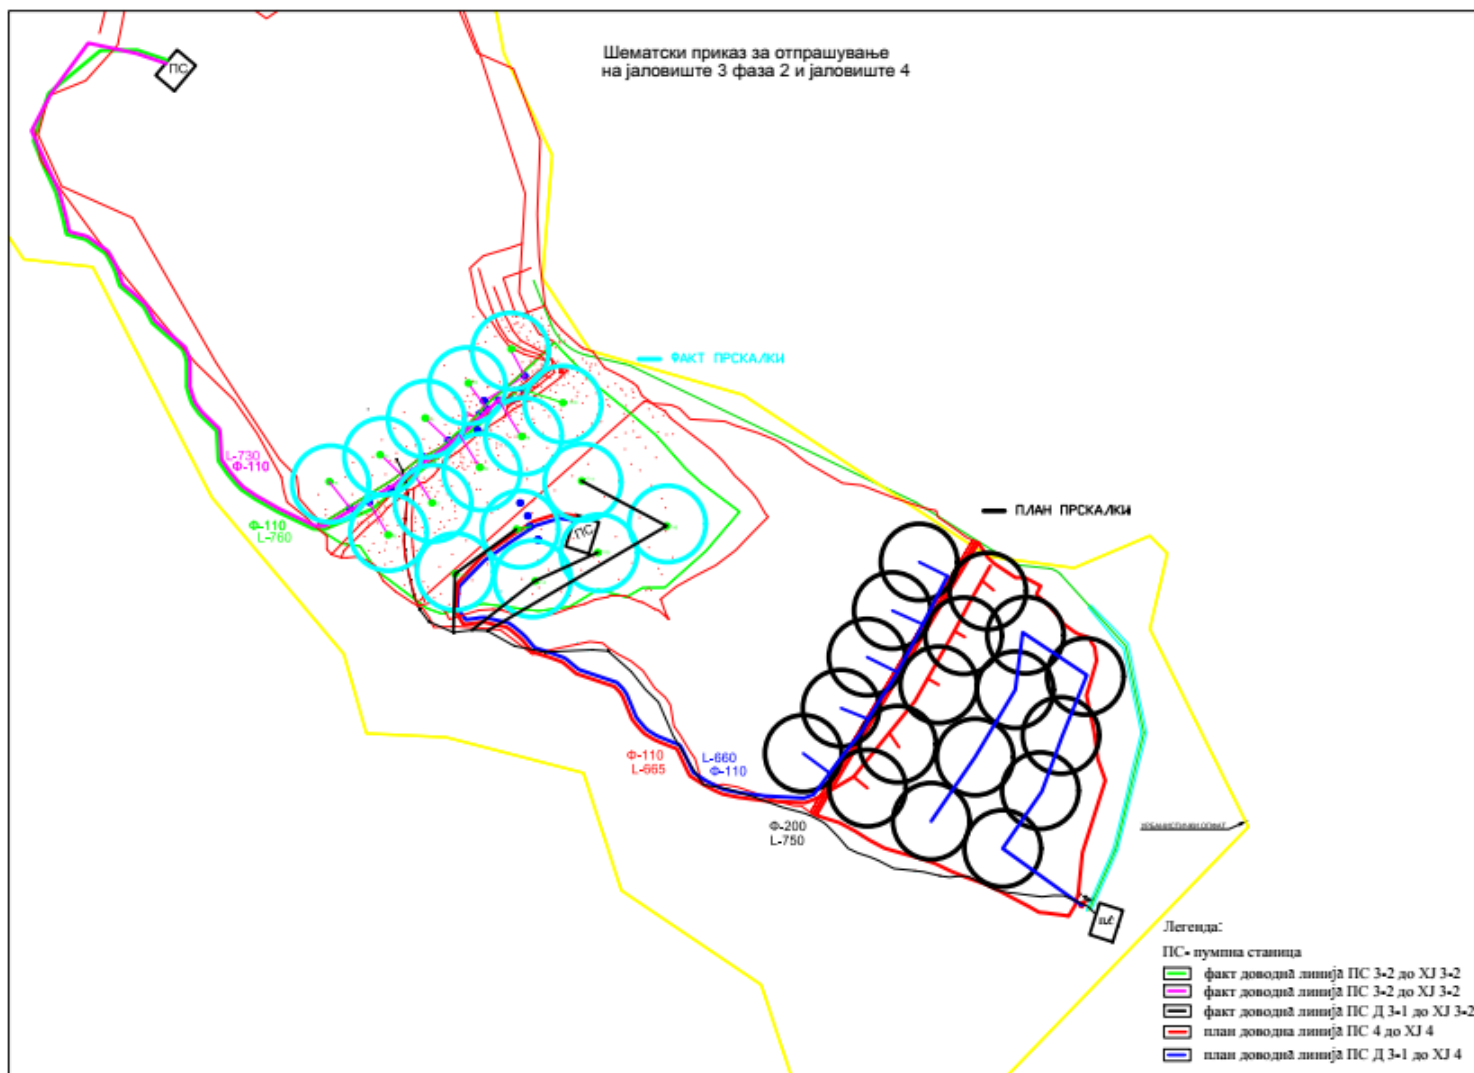 Шематски приказ за отпрашување
на јаловиште 3 фаза 2 и јаловиште 4
ПС
ФАКТ ПРСКАЛКИ
L-730
Ф-110
Ф-110
L-760
ПС
ПЛАН ПРСКАЛКИ
Ф-110
L-665
L-660
Ф-110
Ф-200
L-750
УРБАНИСТИЧКИ ОПФАТ
п.с
Легенда:
ПС- пумпна станица
факт доводна линија ПС 3-2 до ХЈ 3-2
факт доводна линија ПС 3-2 до ХЈ 3-2
факт доводна линија ПС Д 3-1 до ХЈ 3-2
план доводна линија ПС 4 до ХЈ 4
план доводна линија ПС Д 3-1 до ХЈ 4